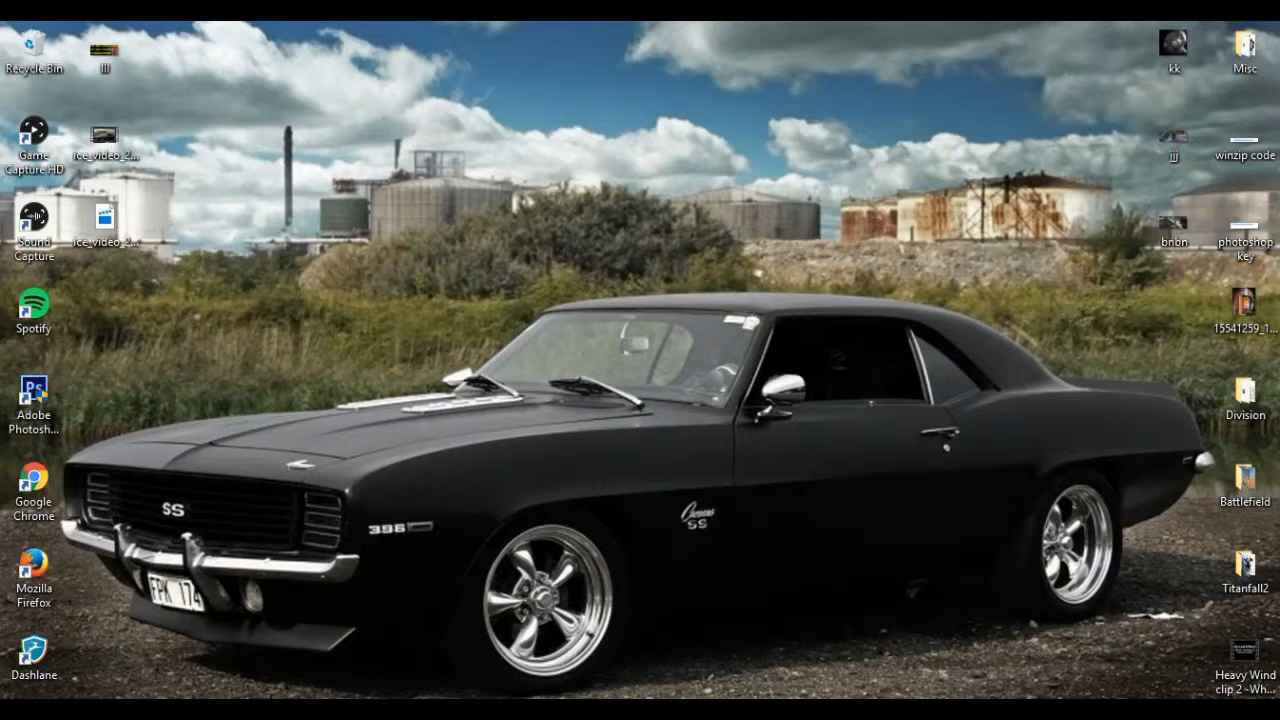 Recycle Bin
iii
Game
Capture HD
ice_video_2...
Sound
Capture
ice_video_2...
Spotify
Ps
Adobe
Photosh...
Google
Chrome
Mozilla
Firefox
Dashlane
SS
396
Camaro
SS
FPK 174
kk
Misc
jjj
winzip code
bnbn
photoshop
key
15541259_1...
Division
Battlefield
Titanfall2
Heavy Wind
clip 2 -Wh...